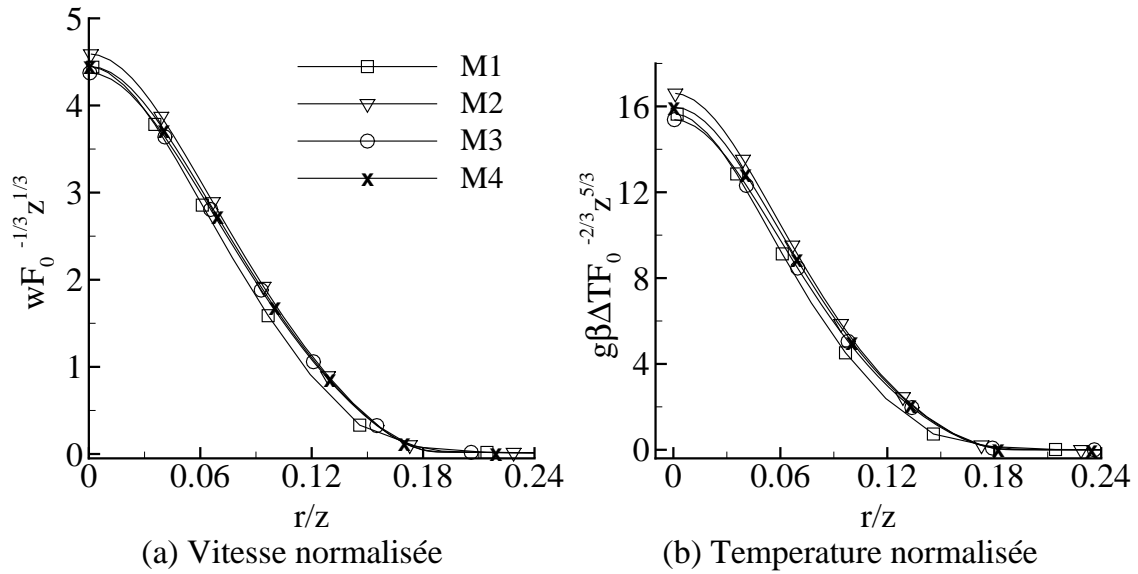 5
4
3
2
1
0
wF₀⁻¹/³z¹/³
M1
M2
M3
M4
0
0.06
0.12
0.18
0.24
r/z
(a) Vitesse normalisée
16
12
8
4
0
gβΔTF₀⁻²/³z⁵/³
0
0.06
0.12
0.18
0.24
r/z
(b) Temperature normalisée